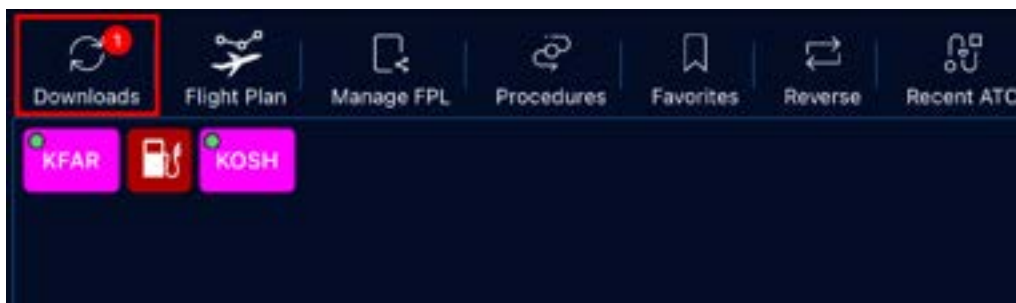 1
Downloads Flight Plan Manage FPL Procedures Favorites Reverse Recent ATC
KFAR KOSH